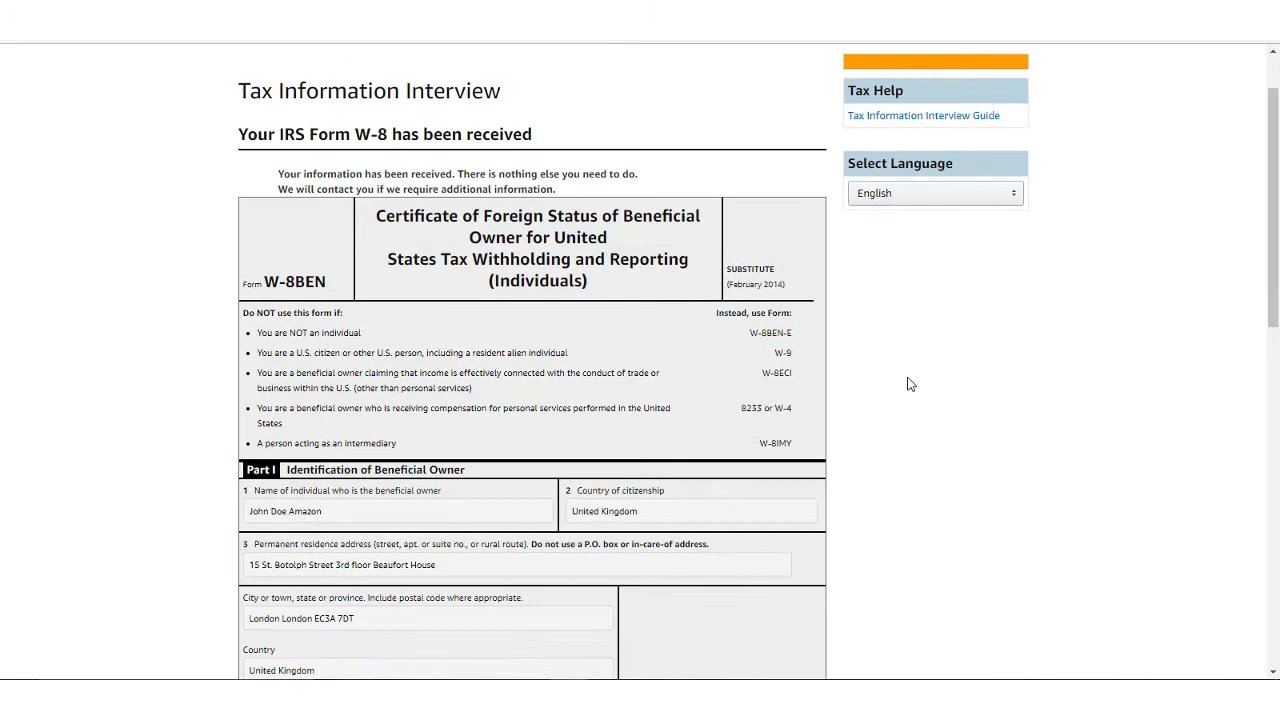 Tax Information Interview
Your IRS Form W-8 has been received
Your information has been received. There is nothing else you need to do.
We will contact you if we require additional information.
Form W-8BEN
Certificate of Foreign Status of Beneficial
Owner for United
States Tax Withholding and Reporting
(Individuals)
SUBSTITUTE
(February 2014)
Do NOT use this form if: Instead, use Form:
• You are NOT an individual W-8BEN-E
• You are a U.S. citizen or other U.S. person, including a resident alien individual W-9
• You are a beneficial owner claiming that income is effectively connected with the conduct of trade or W-8ECI
business within the U.S. (other than personal services)
• You are a beneficial owner who is receiving compensation for personal services performed in the United 8233 or W-4
States
• A person acting as an intermediary W-8IMY
Part I Identification of Beneficial Owner
1 Name of individual who is the beneficial owner
John Doe Amazon
2 Country of citizenship
United Kingdom
3 Permanent residence address (street, apt. or suite no., or rural route). Do not use a P.O. box or in-care-of address.
15 St. Botolph Street 3rd floor Beaufort House
City or town, state or province. Include postal code where appropriate.
London London EC3A 7DT
Country
United Kingdom
Tax Help
Tax Information Interview Guide
Select Language
English